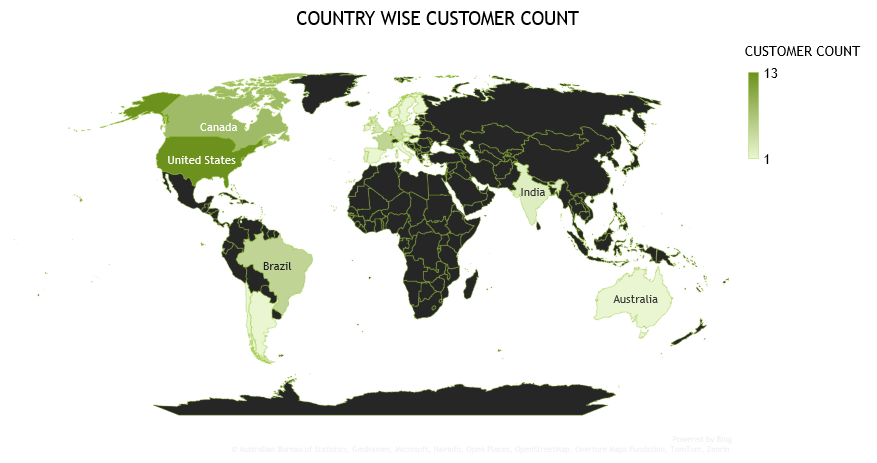 COUNTRY WISE CUSTOMER COUNT
CUSTOMER COUNT
13
1
Canada
United States
India
Brazil
Australia
Powered by Bing
© Australian Bureau of Statistics, GeoNames, Microsoft, Navinfo, Open Places, OpenStreetMap, Overture Maps Fundation, TomTom, Zenrin